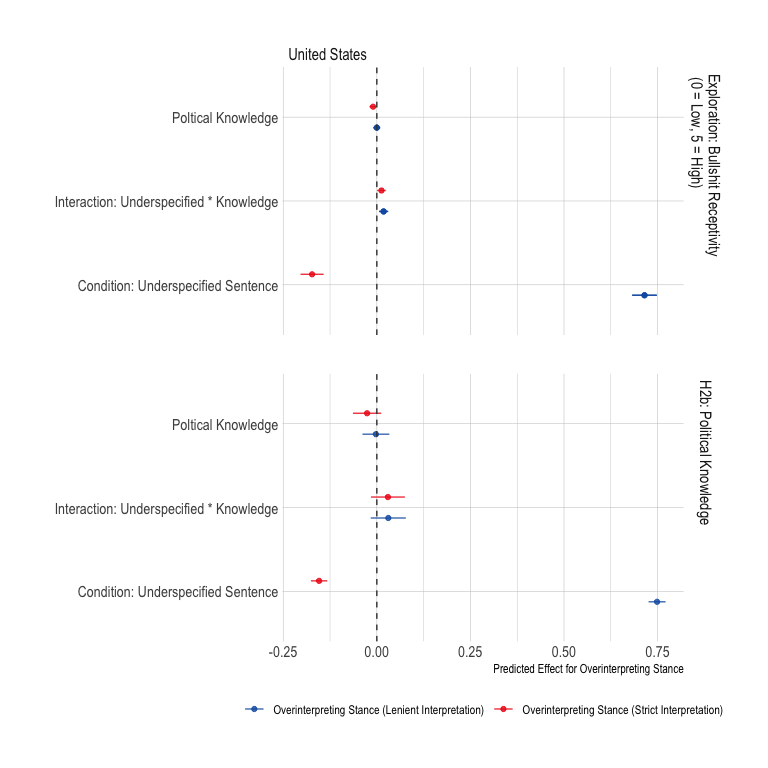 United States
Poltical Knowledge
Interaction: Underspecified * Knowledge
Condition: Underspecified Sentence
Exploration: Bullshit Receptivity
(0 = Low, 5 = High)
Poltical Knowledge
Interaction: Underspecified * Knowledge
Condition: Underspecified Sentence
H2b: Political Knowledge
-0.25 0.00 0.25 0.50 0.75
Predicted Effect for Overinterpreting Stance
Overinterpreting Stance (Lenient Interpretation) Overinterpreting Stance (Strict Interpretation)